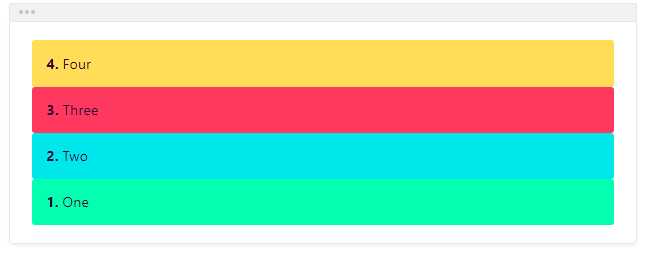 4. Four
3. Three
2. Two
1. One